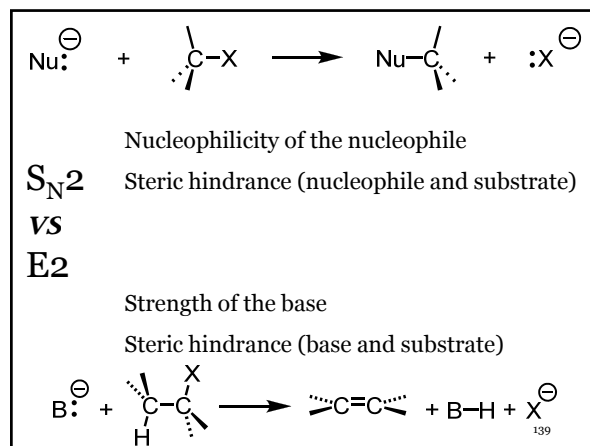 Nu:⊖ + C–X → Nu–C + :X⊖
Nucleophilicity of the nucleophile
SN2
Steric hindrance (nucleophile and substrate)
vs
E2
Strength of the base
Steric hindrance (base and substrate)
X
B:⊖ + C–C → C=C + B–H + X⊖
H
139